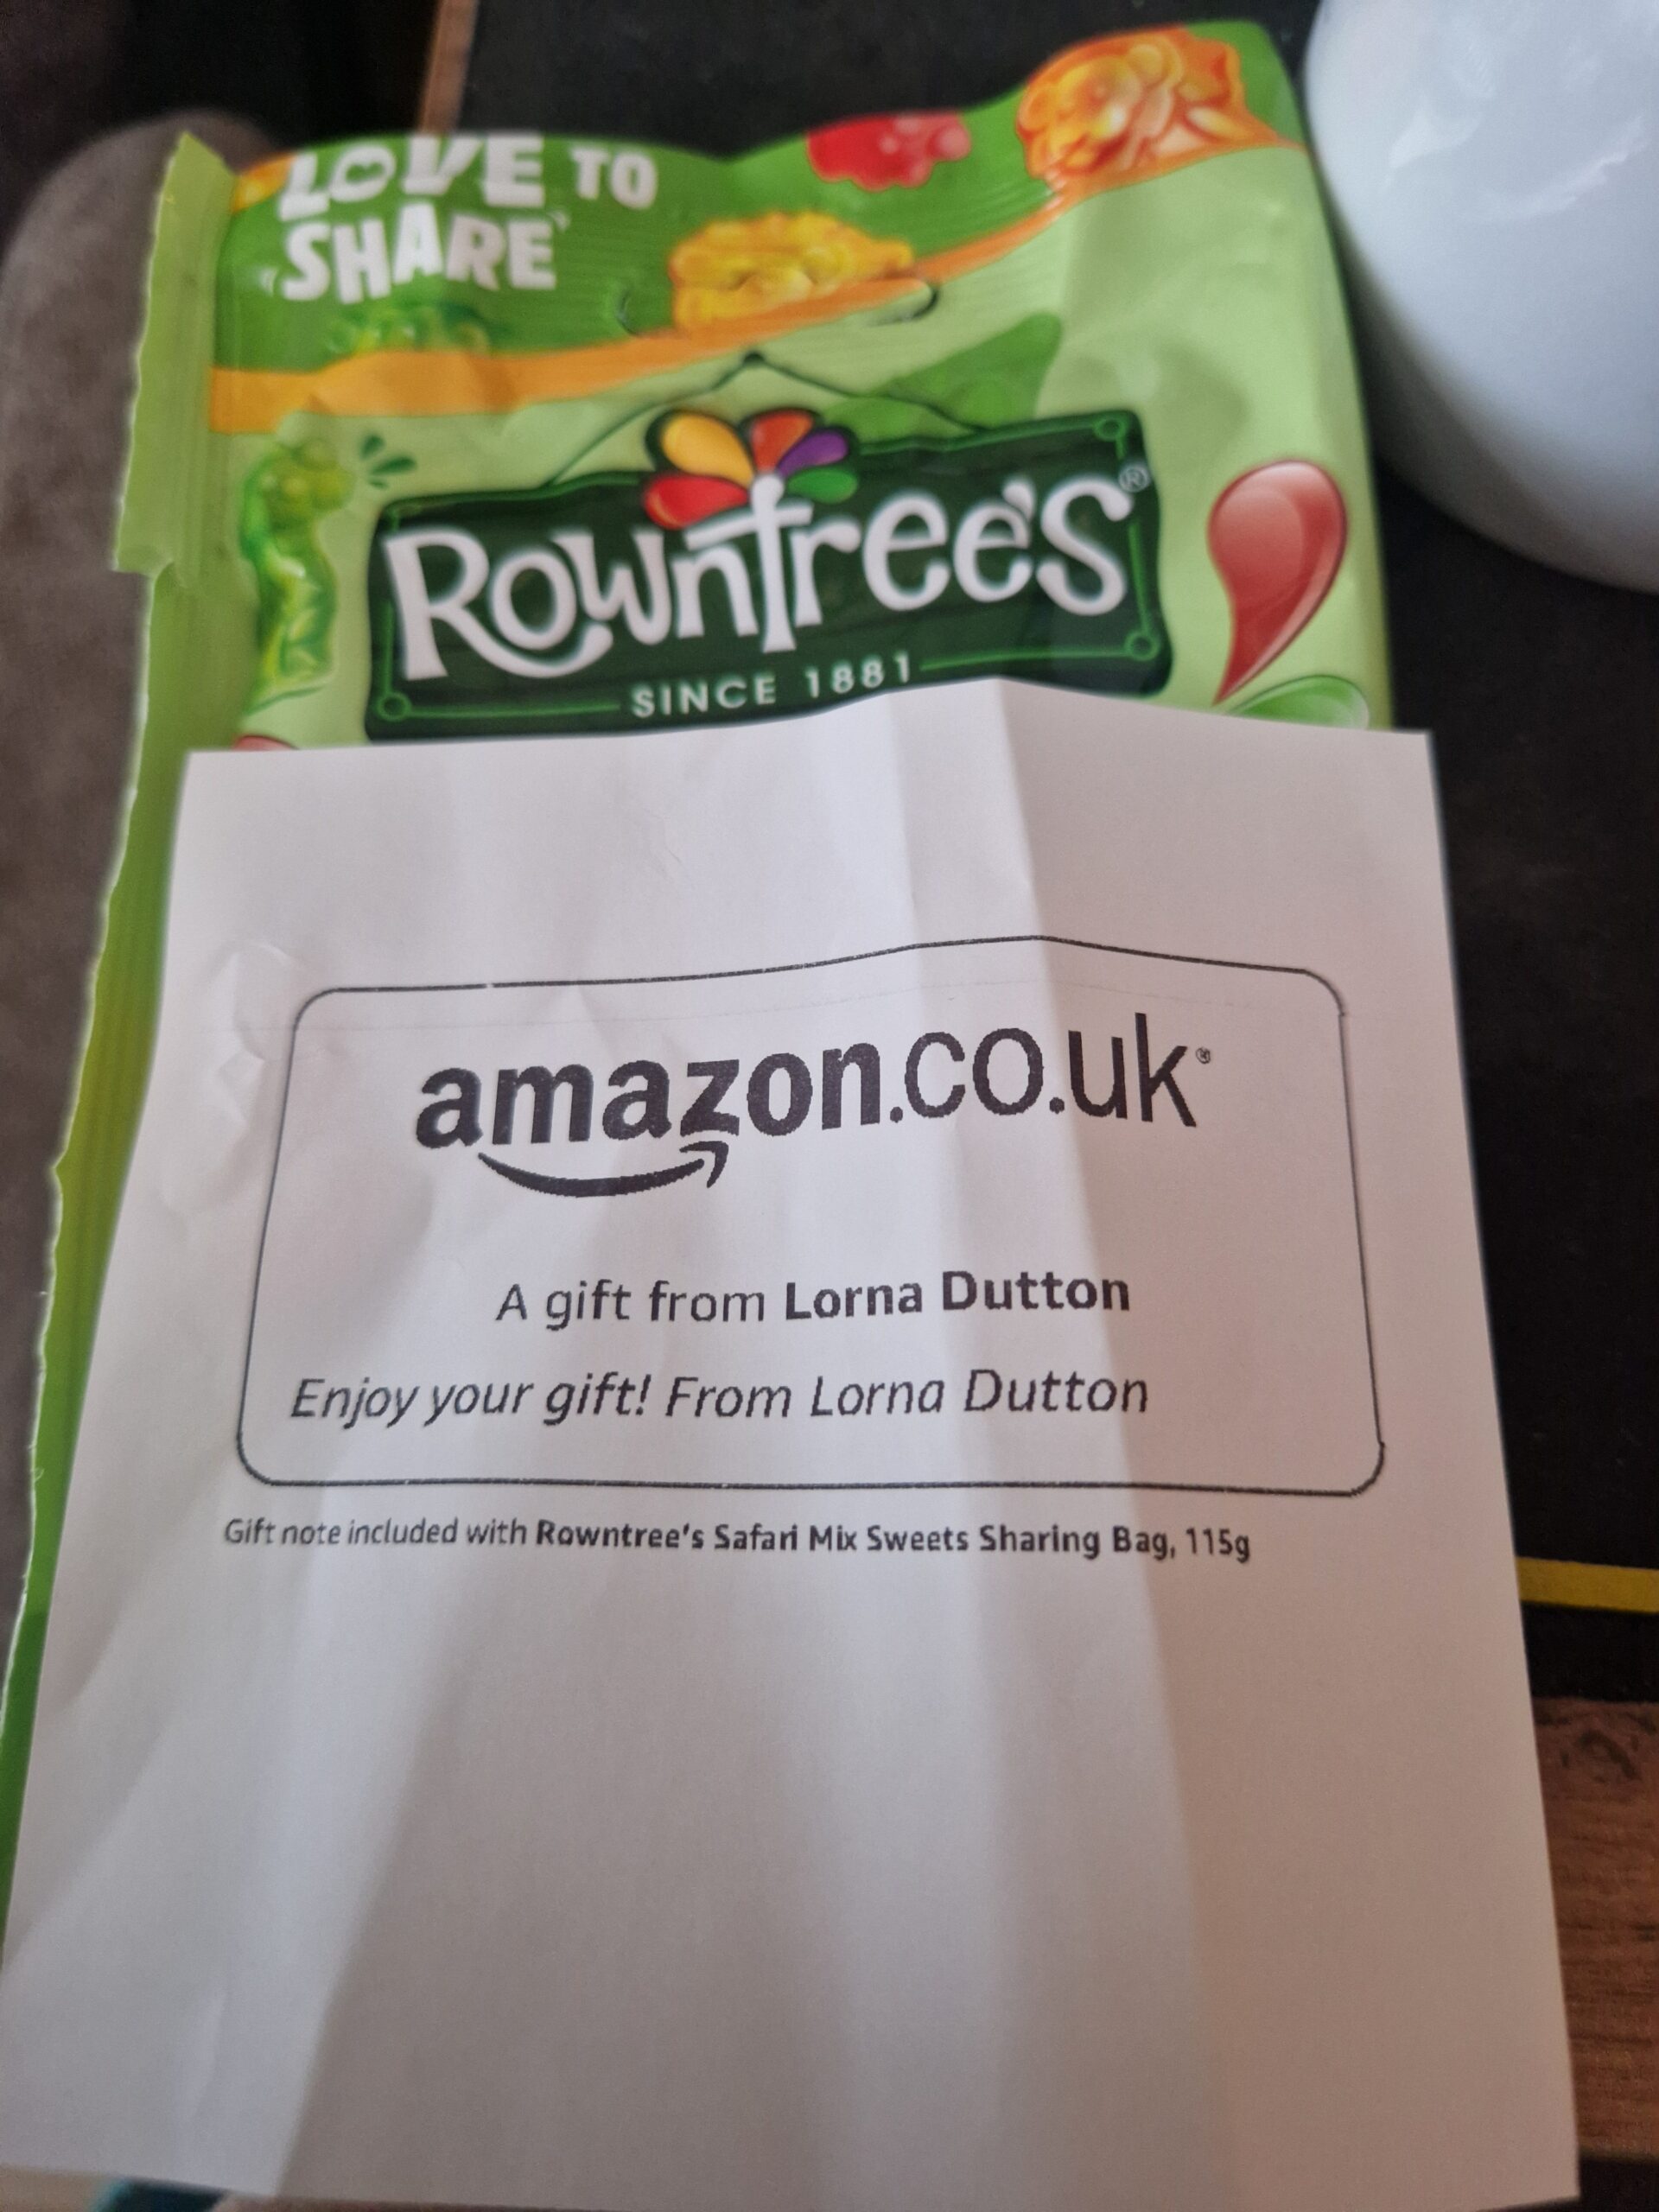 LOVE TO
SHARE
Rowntree's®
SINCE 1881
amazon.co.uk®
A gift from Lorna Dutton
Enjoy your gift! From Lorna Dutton
Gift note included with Rowntree's Safari Mix Sweets Sharing Bag, 115g